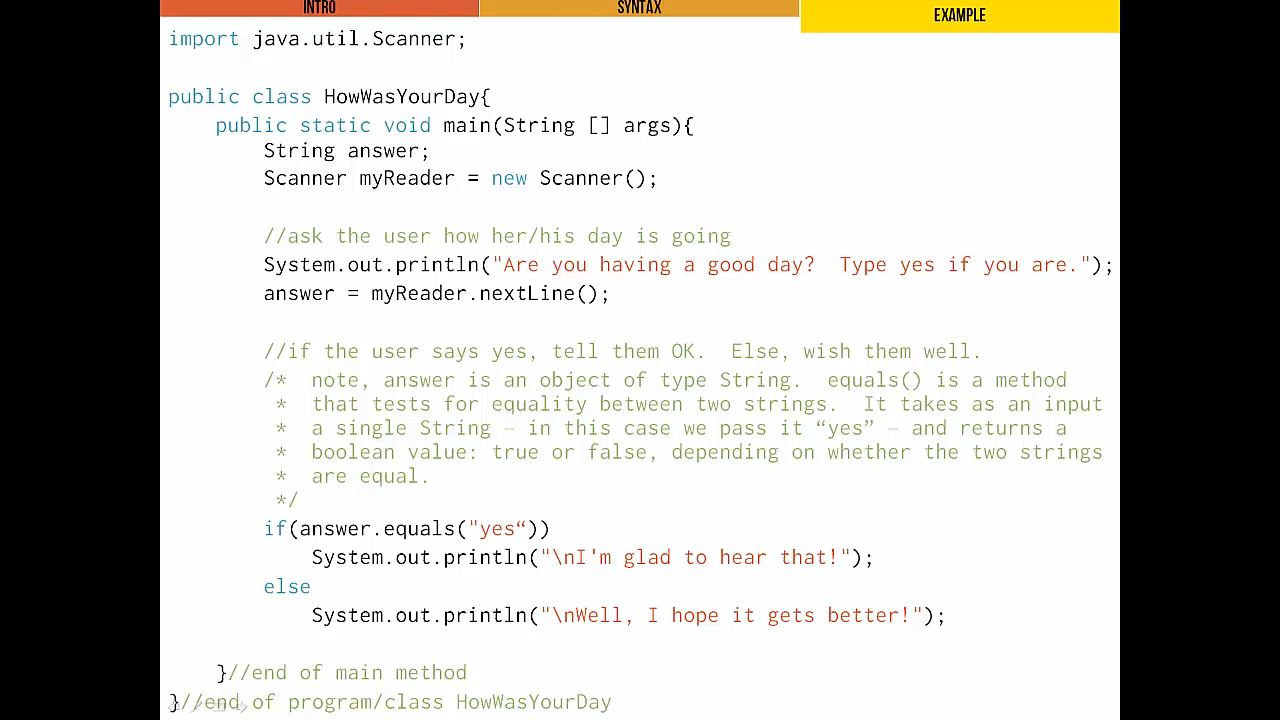 INTRO SYNTAX EXAMPLE
import java.util.Scanner;
public class HowWasYourDay{
public static void main(String [] args){
String answer;
Scanner myReader = new Scanner();
//ask the user how her/his day is going
System.out.println("Are you having a good day?  Type yes if you are.");
answer = myReader.nextLine();
//if the user says yes, tell them OK.  Else, wish them well.
/*  note, answer is an object of type String.  equals() is a method
*  that tests for equality between two strings.  It takes as an input
*  a single String – in this case we pass it “yes” – and returns a
*  boolean value: true or false, depending on whether the two strings
*  are equal.
*/
if(answer.equals("yes“))
System.out.println("\nI'm glad to hear that!");
else
System.out.println("\nWell, I hope it gets better!");
}//end of main method
}//end of program/class HowWasYourDay